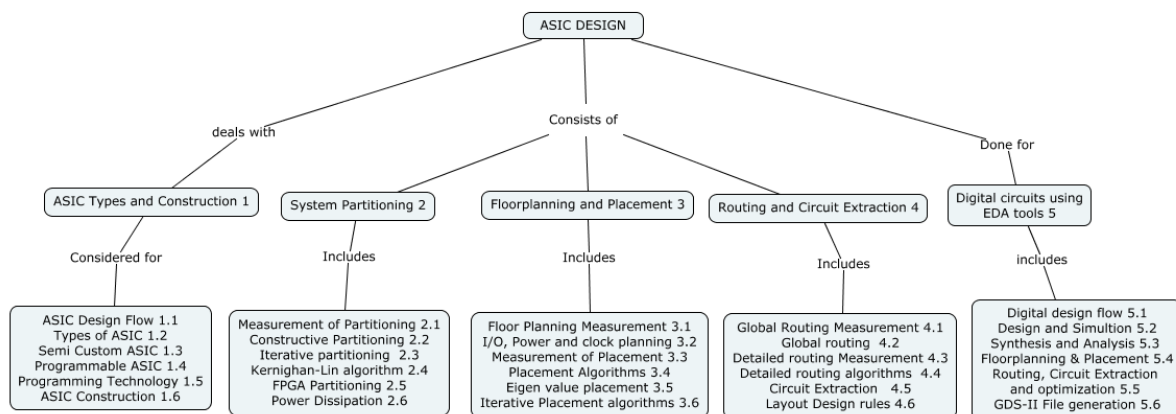 ASIC DESIGN
deals with
Consists of
Done for
ASIC Types and Construction 1
System Partitioning 2
Floorplanning and Placement 3
Routing and Circuit Extraction 4
Digital circuits using
EDA tools 5
Considered for
Includes
Includes
Includes
includes
ASIC Design Flow 1.1
Types of ASIC 1.2
Semi Custom ASIC 1.3
Programmable ASIC 1.4
Programming Technology 1.5
ASIC Construction 1.6
Measurement of Partitioning 2.1
Constructive Partitioning 2.2
Iterative partitioning 2.3
Kernighan-Lin algorithm 2.4
FPGA Partitioning 2.5
Power Dissipation 2.6
Floor Planning Measurement 3.1
I/O, Power and clock planning 3.2
Measurement of Placement 3.3
Placement Algorithms 3.4
Eigen value placement 3.5
Iterative Placement algorithms 3.6
Global Routing Measurement 4.1
Global routing 4.2
Detailed routing Measurement 4.3
Detailed routing algorithms 4.4
Circuit Extraction 4.5
Layout Design rules 4.6
Digital design flow 5.1
Design and Simultion 5.2
Synthesis and Analysis 5.3
Floorplanning & Placement 5.4
Routing, Circuit Extraction
and optimization 5.5
GDS-II File generation 5.6